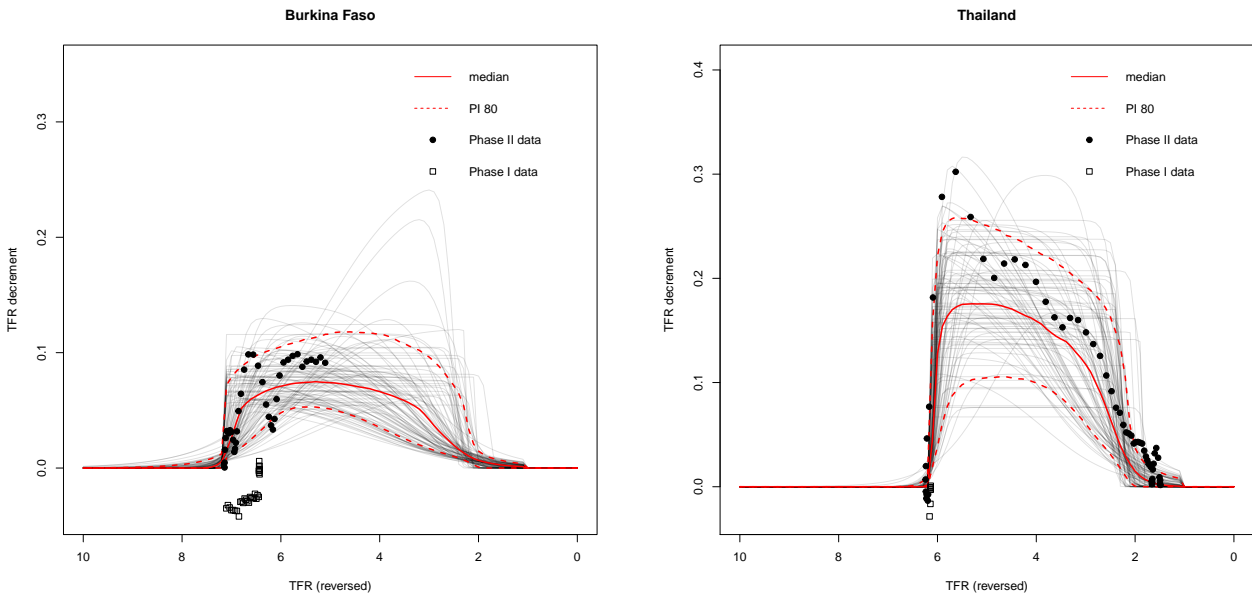 Burkina Faso
TFR decrement
0.3
0.2
0.1
0.0
median
PI 80
Phase II data
Phase I data
10 8 6 4 2 0
TFR (reversed)
Thailand
TFR decrement
0.4
0.3
0.2
0.1
0.0
median
PI 80
Phase II data
Phase I data
10 8 6 4 2 0
TFR (reversed)